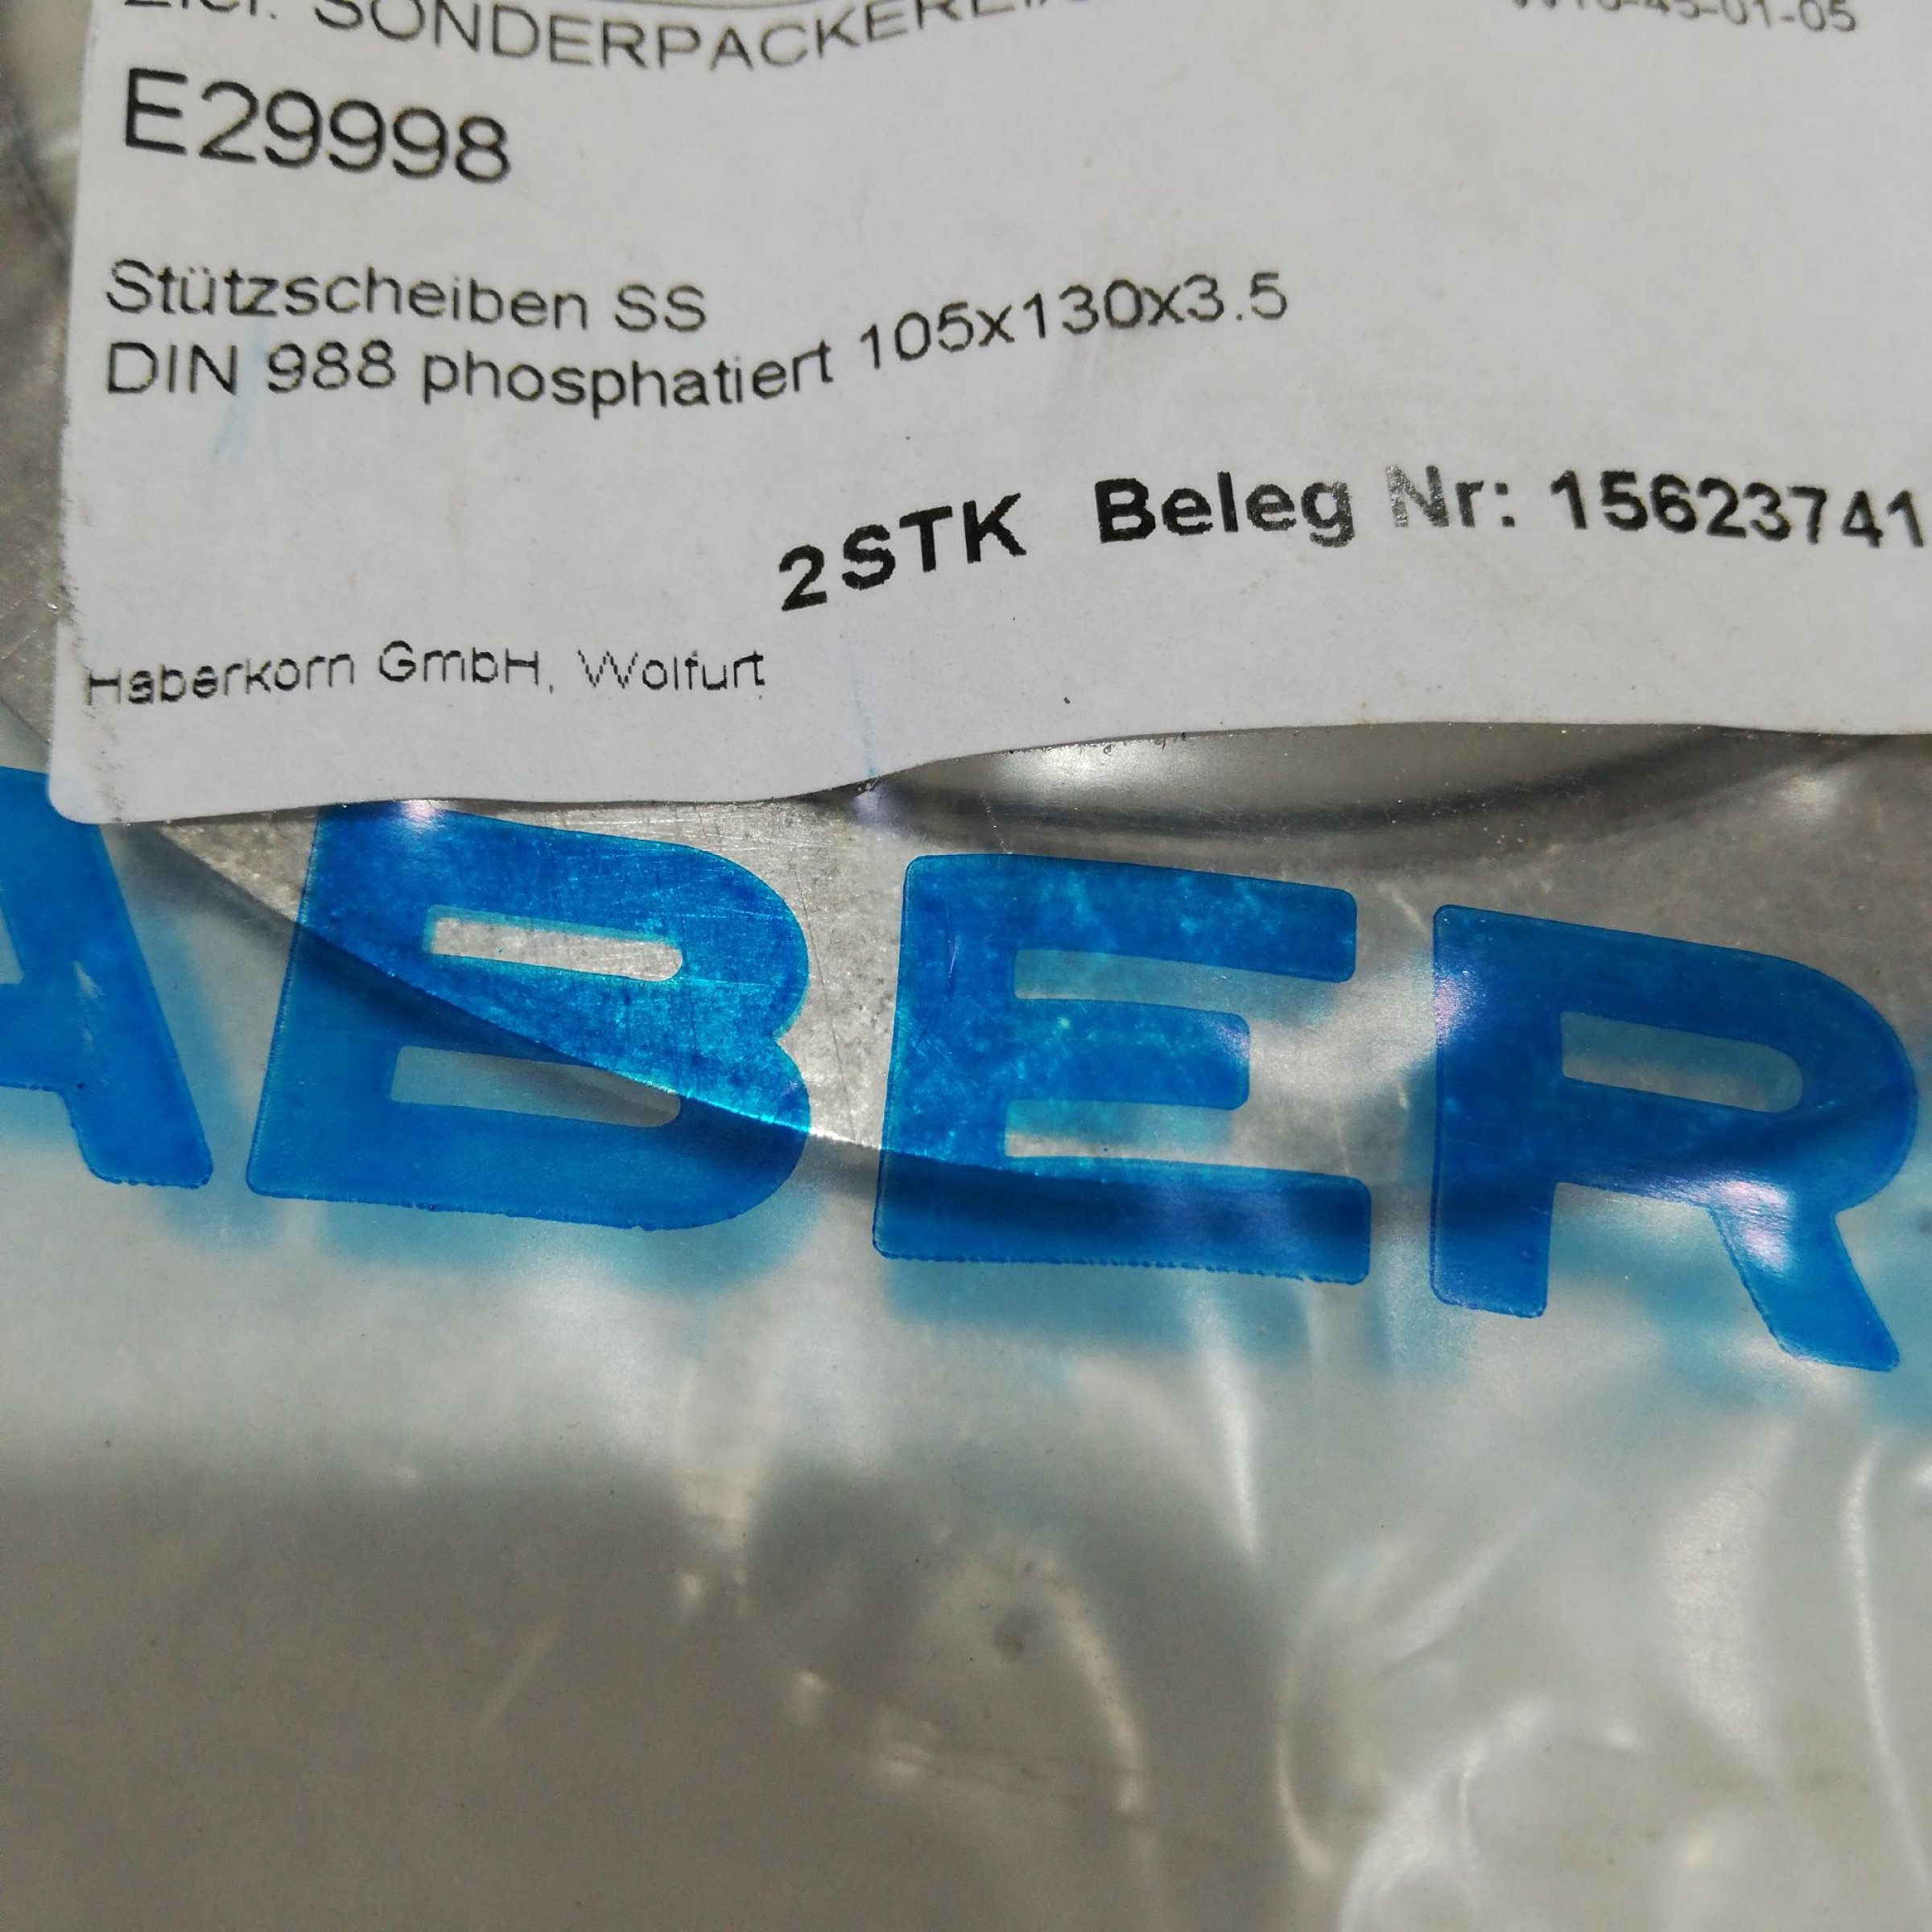 E29998
Stützscheiben SS
DIN 988 phosphatiert 105x130x3.5
2STK Beleg Nr: 15623741
Haberkorn GmbH, Wolfurt
ABER